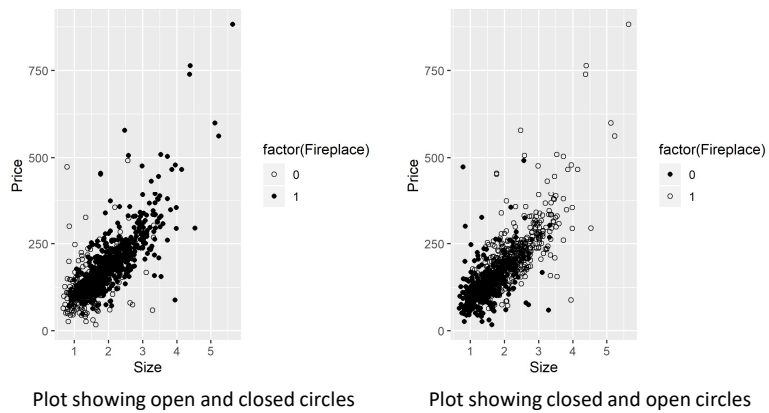 750
500
250
0
Price
1 2 3 4 5
Size
factor(Fireplace)
0
1
Plot showing open and closed circles
750
500
250
0
Price
1 2 3 4 5
Size
factor(Fireplace)
0
1
Plot showing closed and open circles